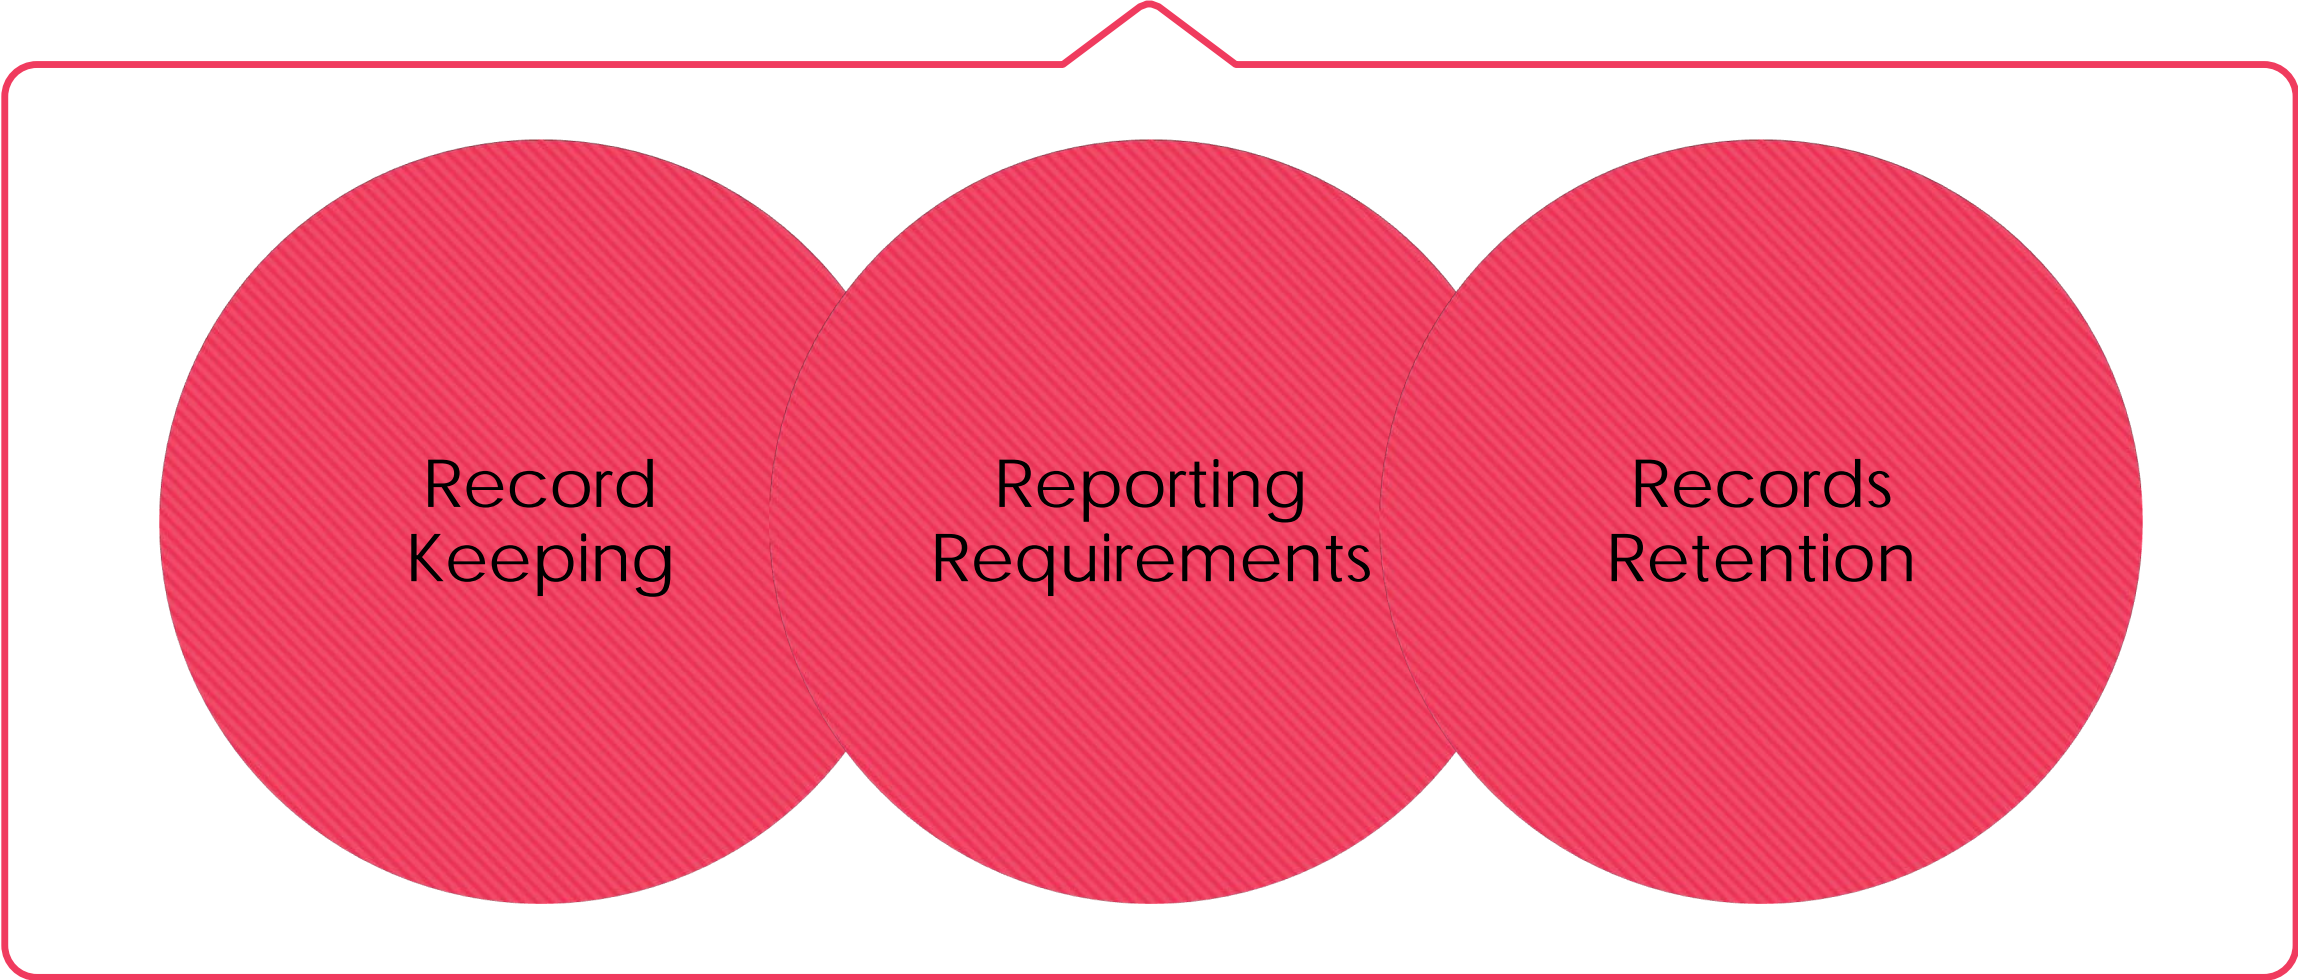 Record
Keeping
Reporting
Requirements
Records
Retention